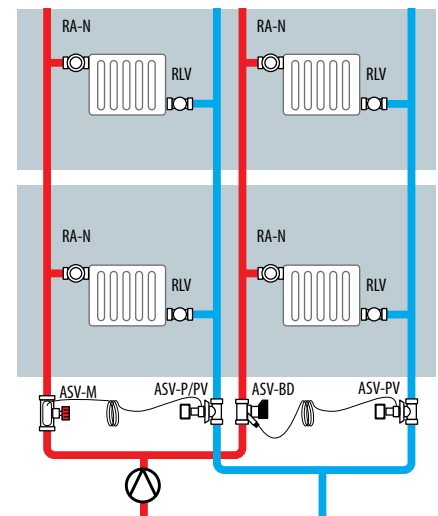 RA-N
RLV
RA-N
RLV
RA-N
RLV
RA-N
RLV
ASV-M
ASV-P/PV
ASV-BD
ASV-PV